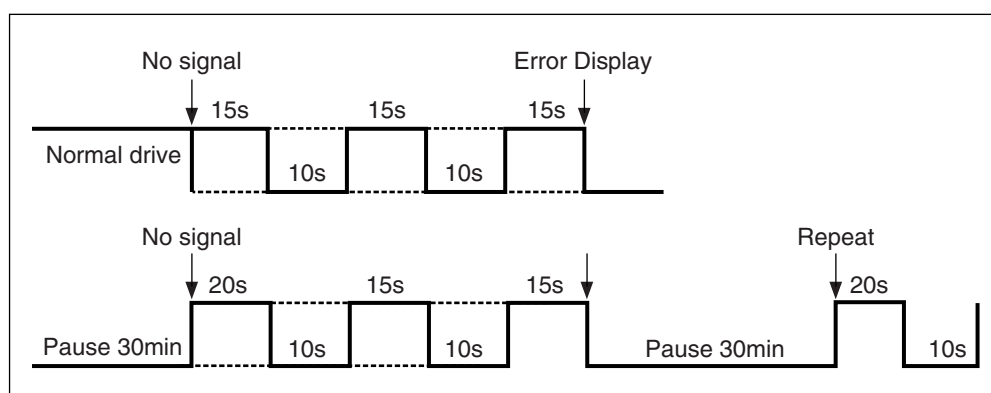 No signal Error Display
15s 15s 15s
Normal drive
10s 10s
No signal Repeat
20s 15s 15s 20s
Pause 30min 10s 10s Pause 30min 10s